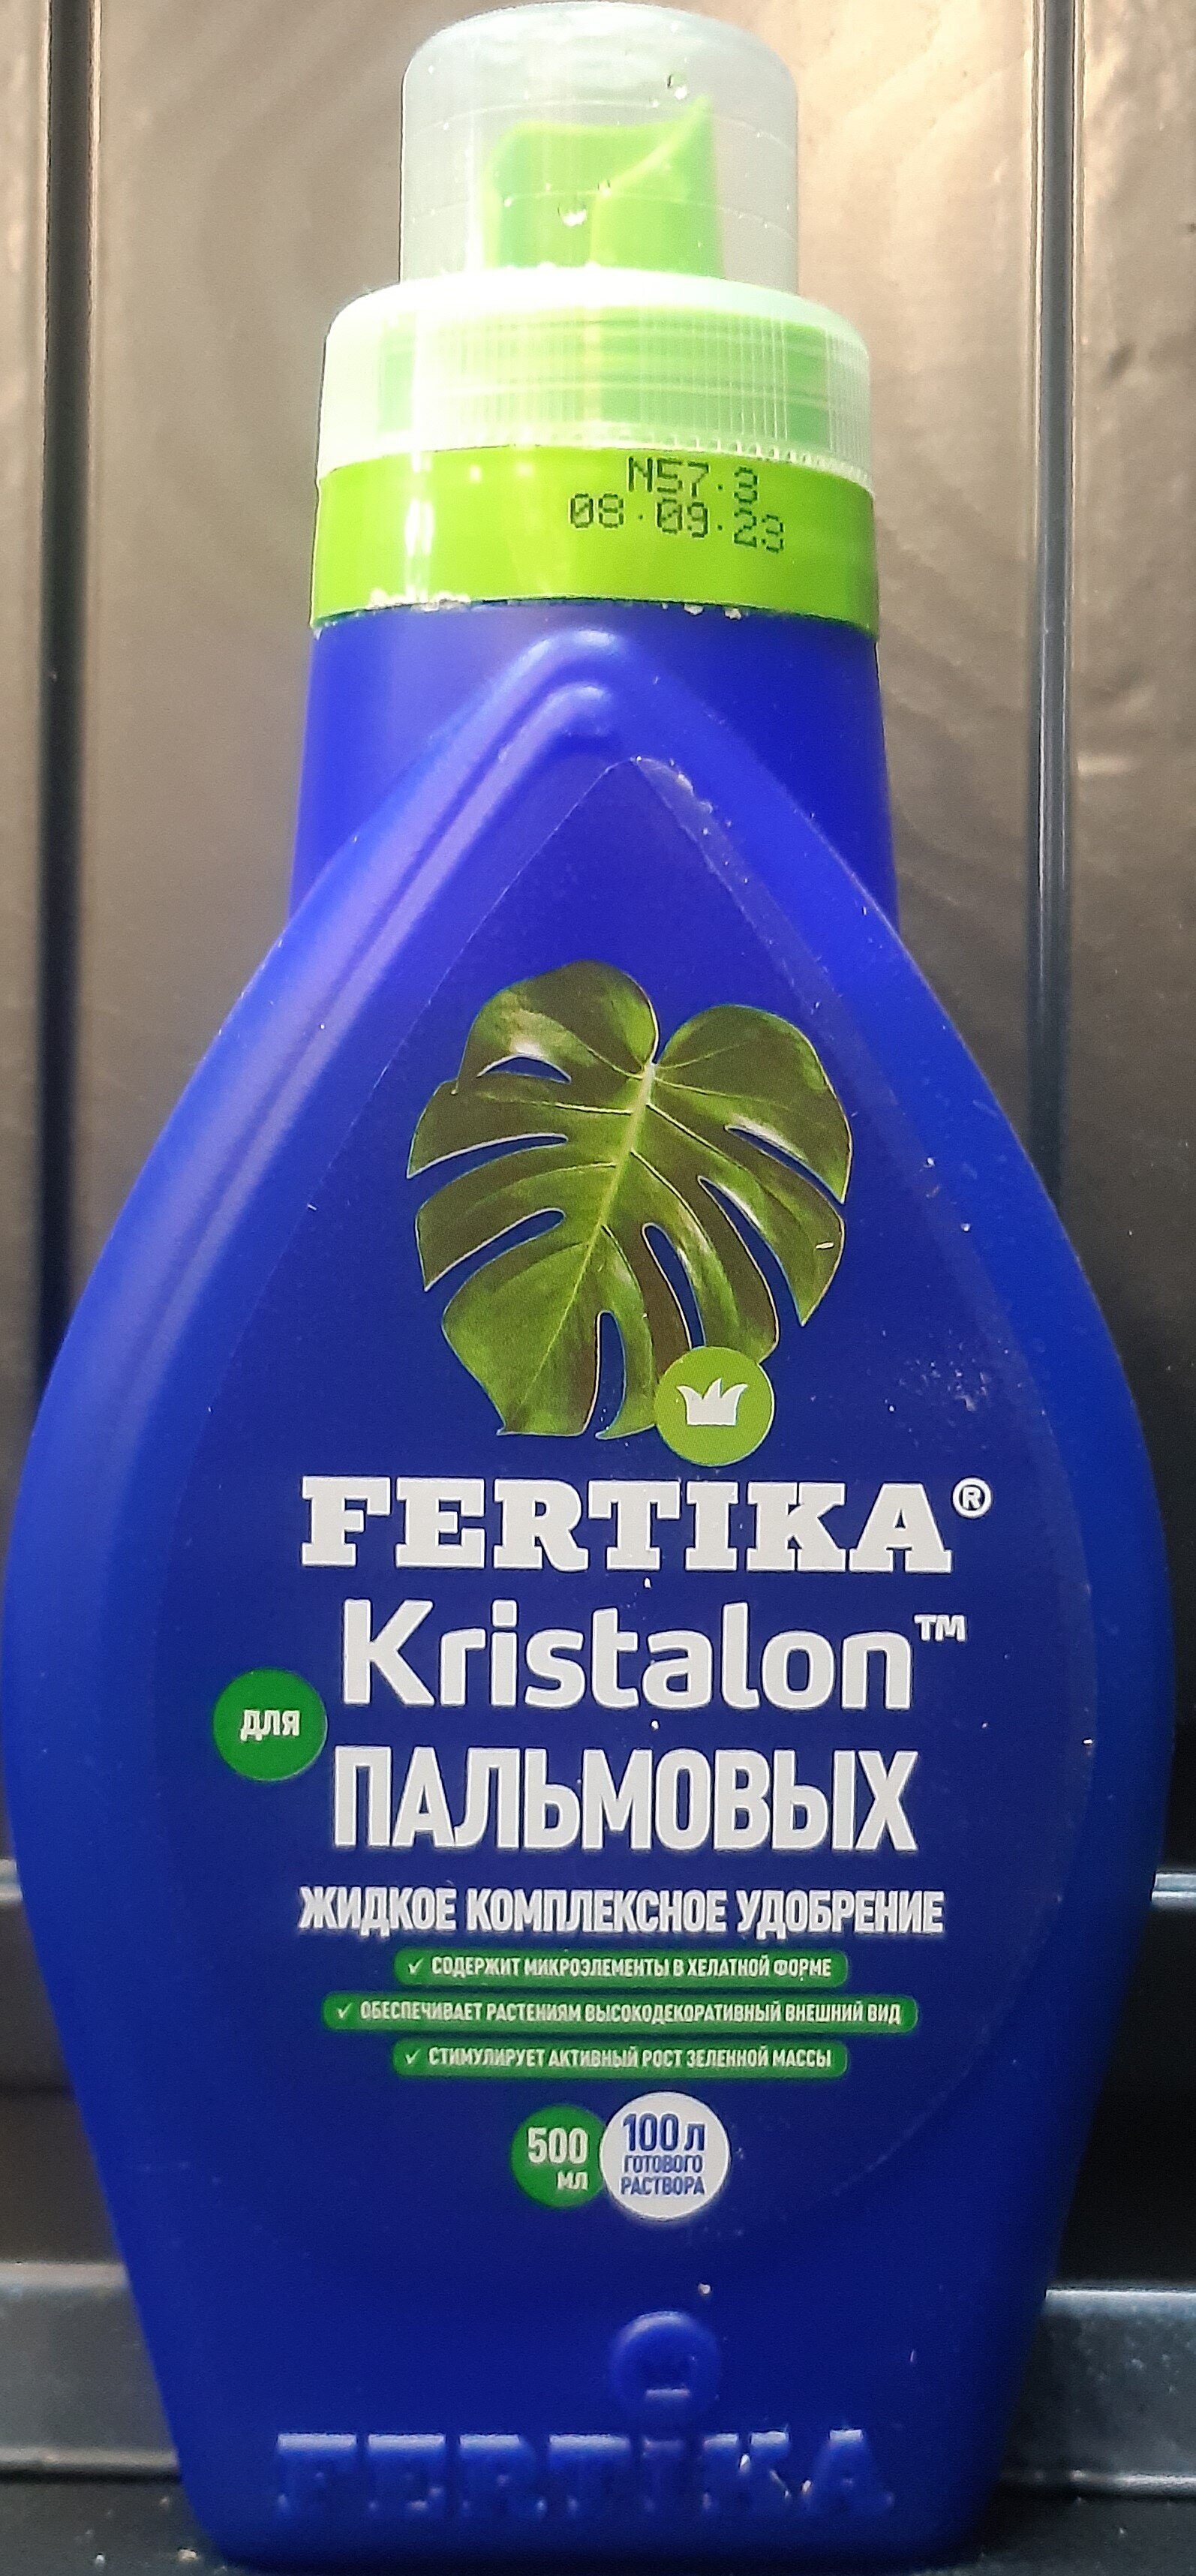 N57.3
08.09.23
FERTIKA®
Kristalon™
для
ПАЛЬМОВЫХ
ЖИДКОЕ КОМПЛЕКСНОЕ УДОБРЕНИЕ
✓ СОДЕРЖИТ МИКРОЭЛЕМЕНТЫ В ХЕЛАТНОЙ ФОРМЕ
✓ ОБЕСПЕЧИВАЕТ РАСТЕНИЯМ ВЫСОКОДЕКОРАТИВНЫЙ ВНЕШНИЙ ВИД
✓ СТИМУЛИРУЕТ АКТИВНЫЙ РОСТ ЗЕЛЕННОЙ МАССЫ
500 мл
100 л
ГОТОВОГО
РАСТВОРА
FERTIKA